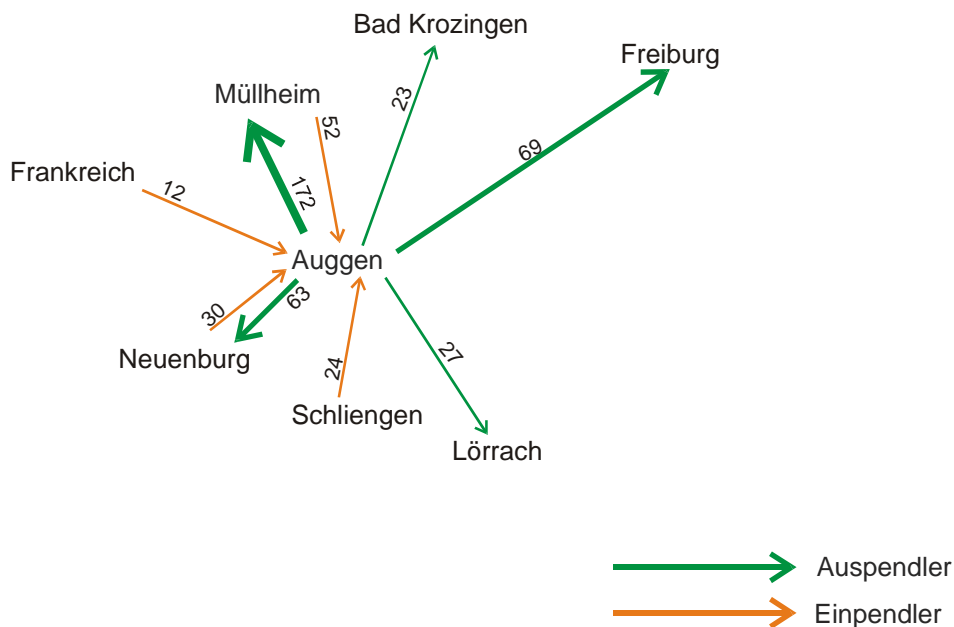 Bad Krozingen
Freiburg
Müllheim
23
52
69
Frankreich
12
172
Auggen
30
63
Neuenburg
24
27
Schliengen
Lörrach
Auspendler
Einpendler